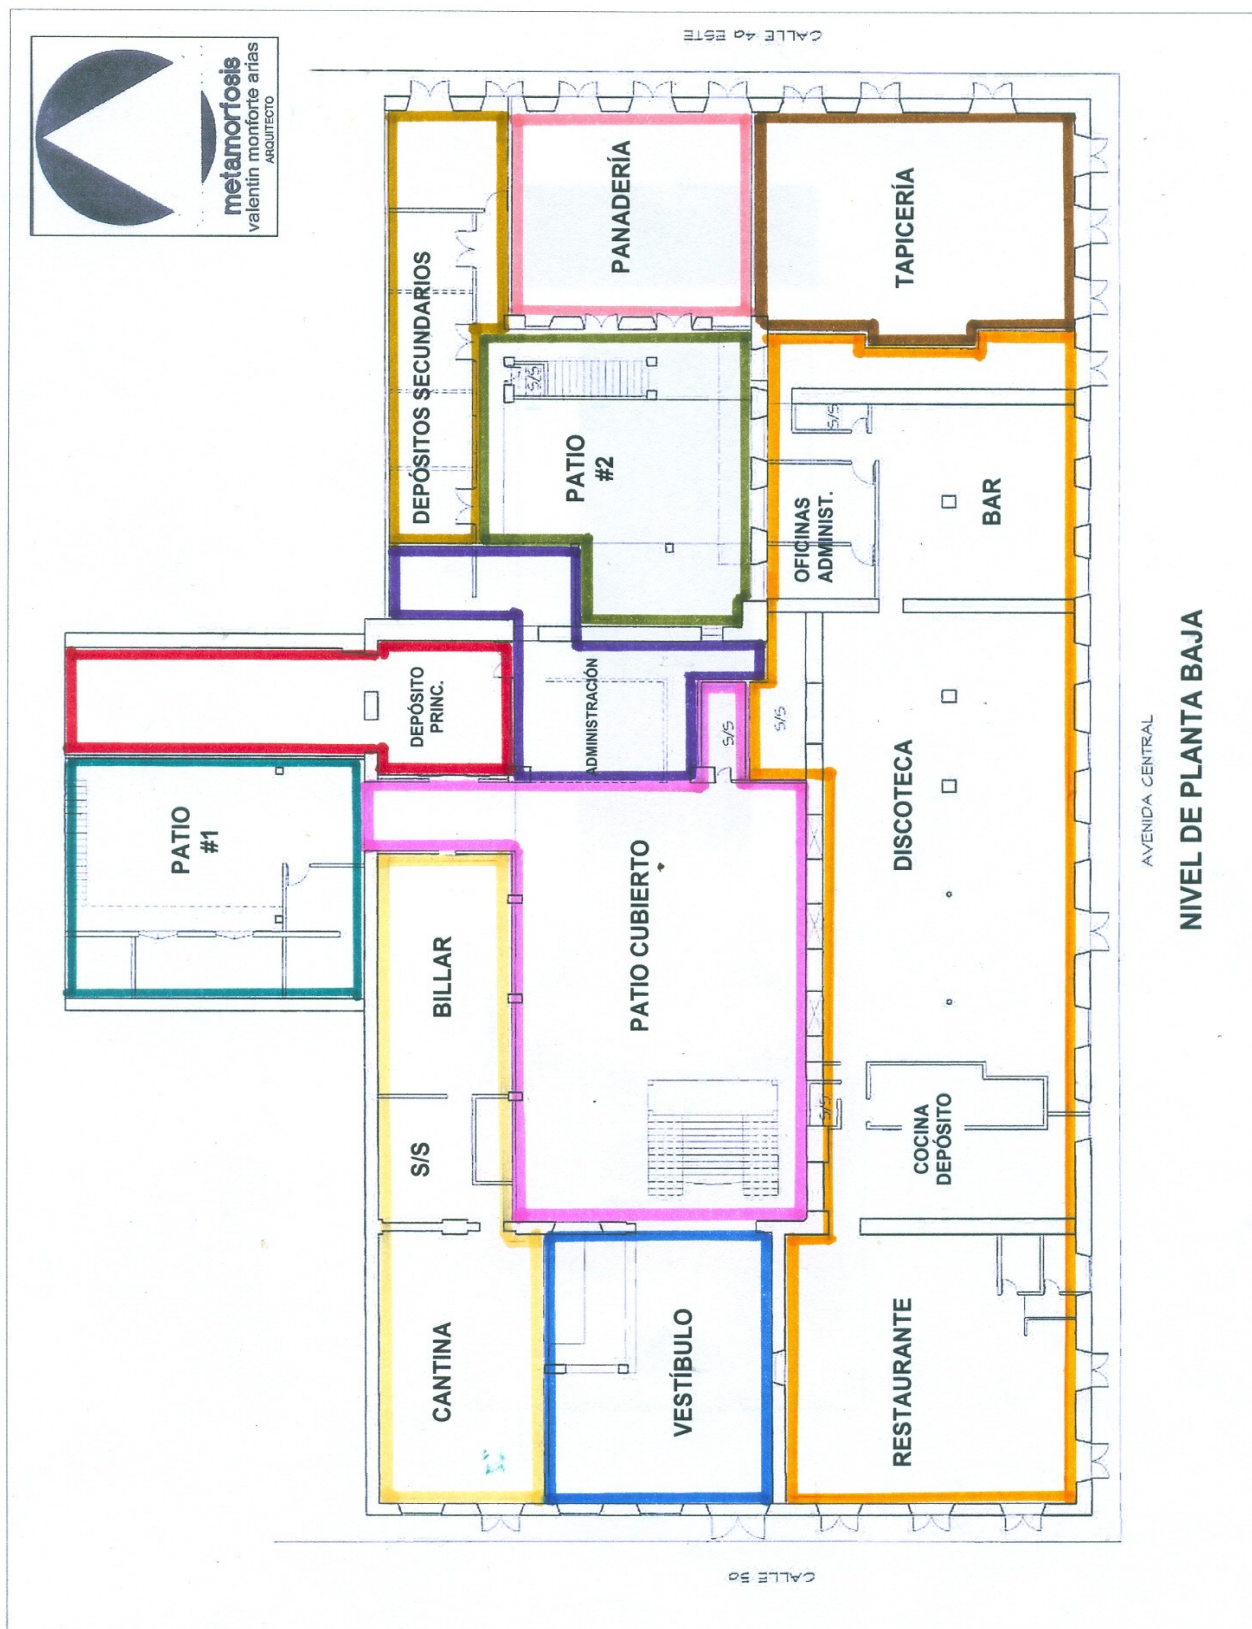 metamorfosis
valentin monforte arias
ARQUITECTO
CALLE 4a ESTE
DEPÓSITOS SECUNDARIOS
PANADERÍA
TAPICERÍA
S/S
PATIO
#2
S/S
OFICINAS
ADMINIST.
BAR
DEPÓSITO
PRINC.
ADMINISTRACIÓN
S/S
S/S
PATIO
#1
DISCOTECA
BILLAR
PATIO CUBIERTO
S/S
S/S
COCINA
DEPÓSITO
CANTINA
VESTÍBULO
RESTAURANTE
CALLE 5a
AVENIDA CENTRAL
NIVEL DE PLANTA BAJA